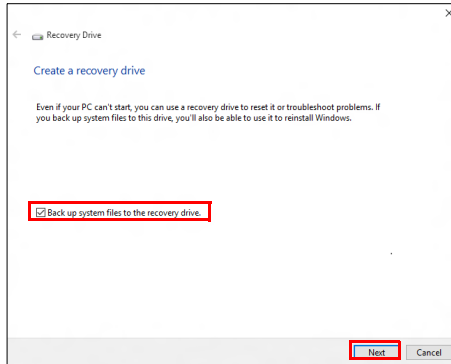 Recovery Drive
Create a recovery drive
Even if your PC can't start, you can use a recovery drive to reset it or troubleshoot problems. If
you back up system files to this drive, you'll also be able to use it to reinstall Windows.
Back up system files to the recovery drive.
Next Cancel